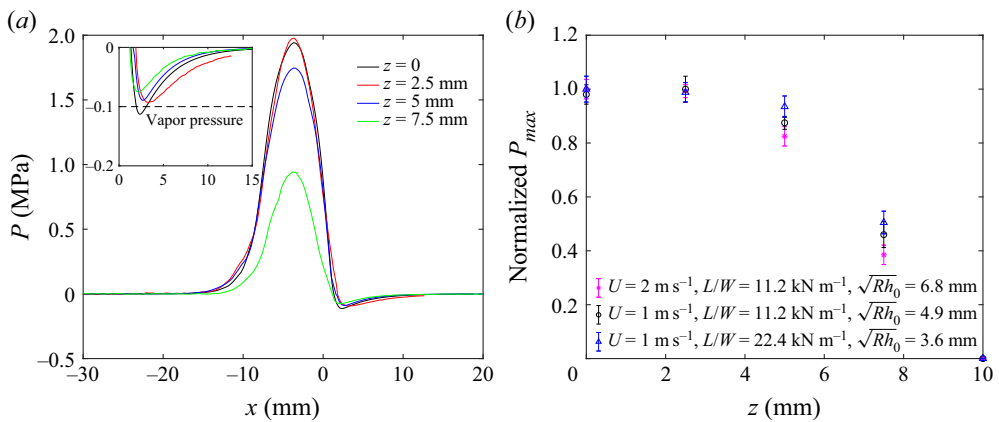 (a)
2.0
1.5
1.0
0.5
0
–0.5
–30
–20
–10
0
10
20
P (MPa)
x (mm)
0
–0.1
–0.2
0
5
10
15
Vapor pressure
z = 0
z = 2.5 mm
z = 5 mm
z = 7.5 mm
(b)
1.2
1.0
0.8
0.6
0.4
0.2
0
2
4
6
8
10
Normalized Pmax
z (mm)
U = 2 m s⁻¹, L/W = 11.2 kN m⁻¹, √Rh₀ = 6.8 mm
U = 1 m s⁻¹, L/W = 11.2 kN m⁻¹, √Rh₀ = 4.9 mm
U = 1 m s⁻¹, L/W = 22.4 kN m⁻¹, √Rh₀ = 3.6 mm